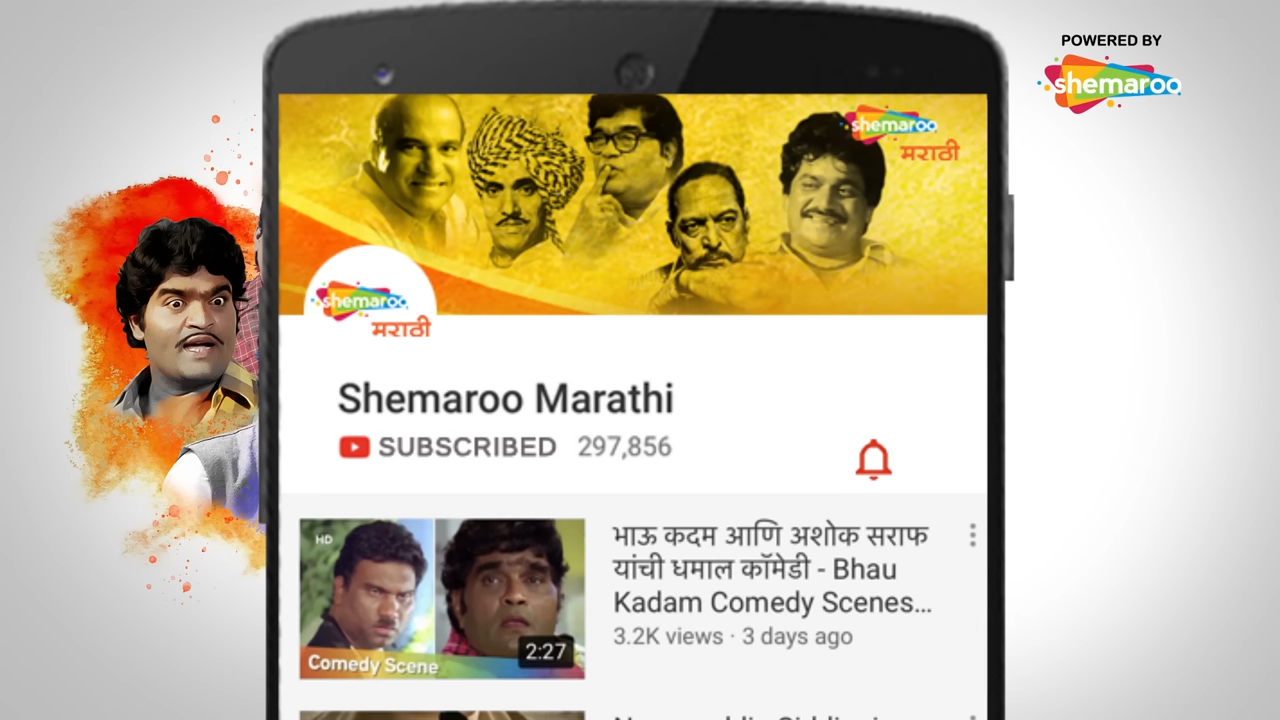 POWERED BY
shemaroo
shemaroo
मराठी
shemaroo
मराठी
Shemaroo Marathi
SUBSCRIBED 297,856
HD
Comedy Scene
2:27
भाऊ कदम आणि अशोक सराफ
यांची धमाल कॉमेडी - Bhau
Kadam Comedy Scenes...
3.2K views · 3 days ago